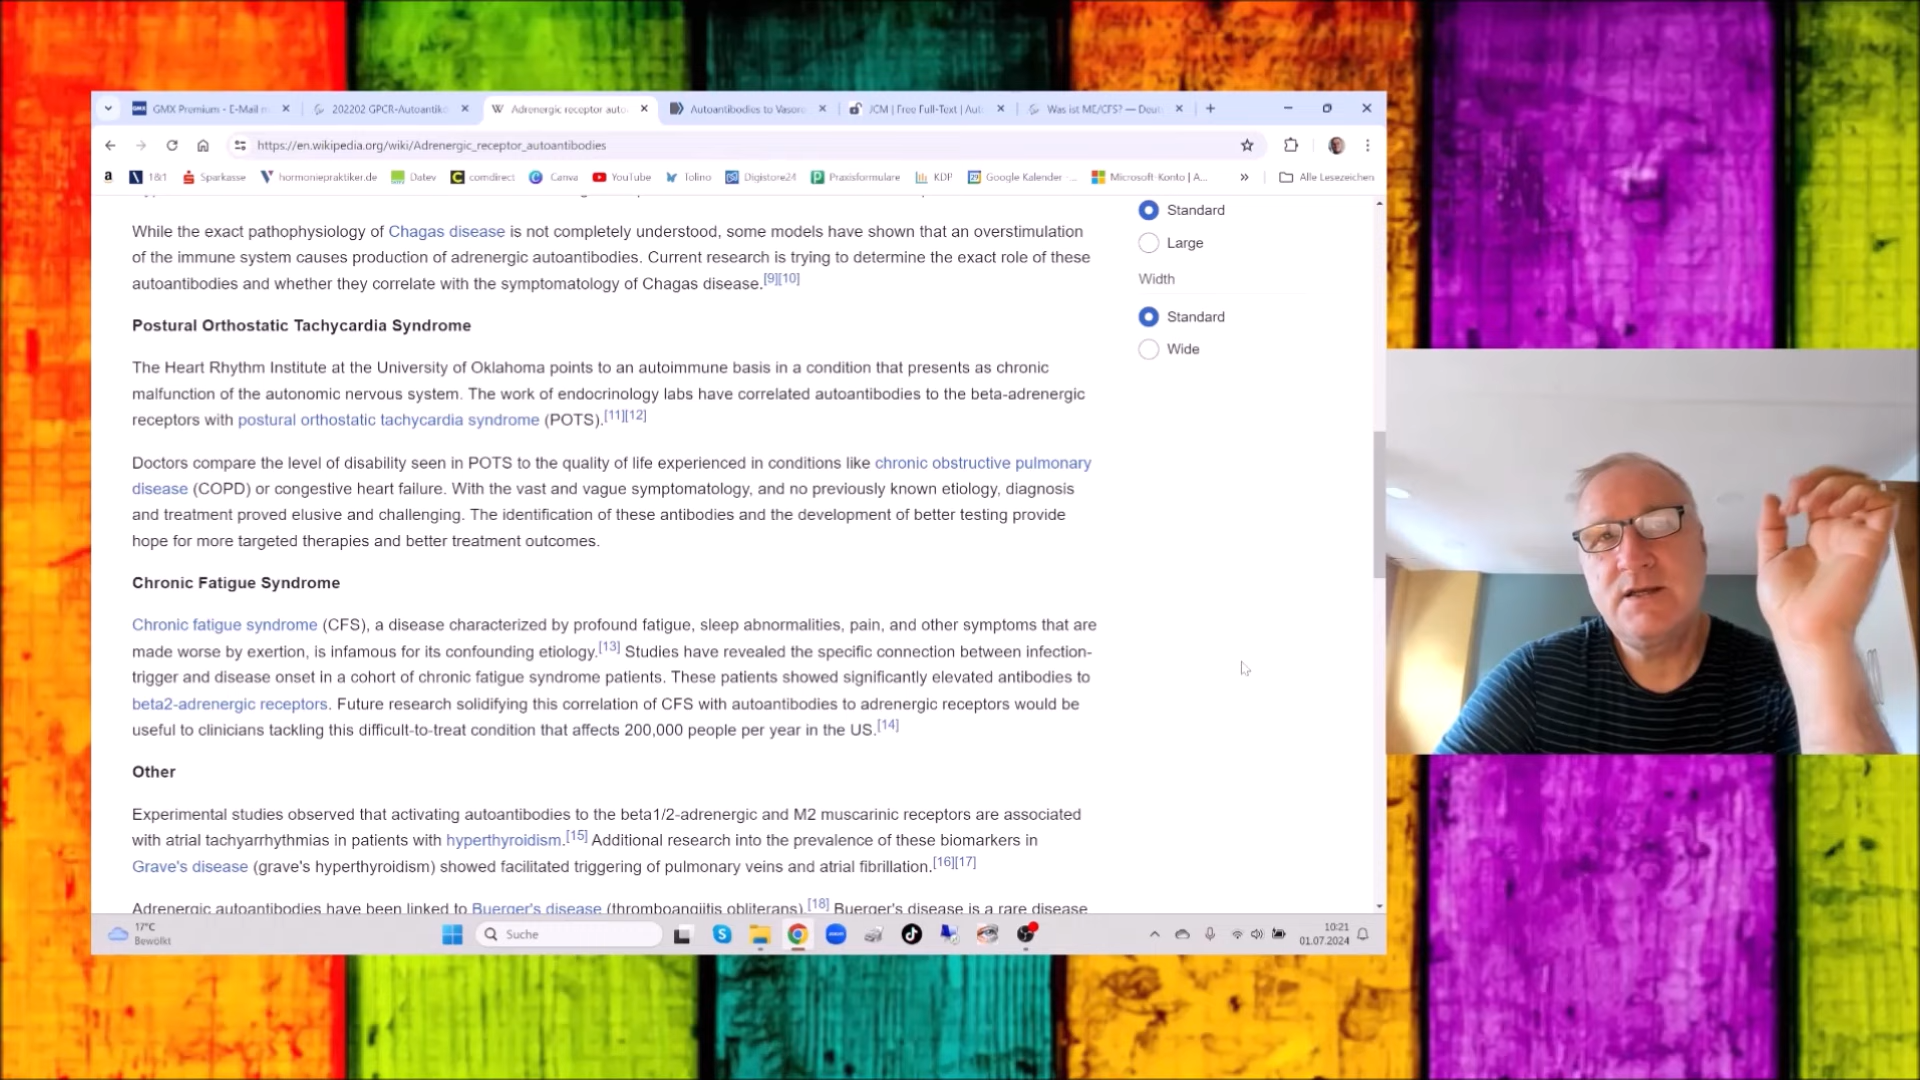 GMX Premium - E-Mail
202202 GPCR-Autoantik
Adrenergic receptor auto
Autoantibodies to Vasor
JCM | Free Full-Text | Aut
Was ist ME/CFS? — Deut
https://en.wikipedia.org/wiki/Adrenergic_receptor_autoantibodies
1&1
Sparkasse
hormonpraktiker.de
Datev
comdirect
Canva
YouTube
Tolino
Digistore24
Praxisformulare
KDP
Google Kalender - ...
Microsoft-Konto | A...
Alle Lesezeichen
While the exact pathophysiology of Chagas disease is not completely understood, some models have shown that an overstimulation
of the immune system causes production of adrenergic autoantibodies. Current research is trying to determine the exact role of these
autoantibodies and whether they correlate with the symptomatology of Chagas disease.[9][10]
Postural Orthostatic Tachycardia Syndrome
The Heart Rhythm Institute at the University of Oklahoma points to an autoimmune basis in a condition that presents as chronic
malfunction of the autonomic nervous system. The work of endocrinology labs have correlated autoantibodies to the beta-adrenergic
receptors with postural orthostatic tachycardia syndrome (POTS).[11][12]
Doctors compare the level of disability seen in POTS to the quality of life experienced in conditions like chronic obstructive pulmonary
disease (COPD) or congestive heart failure. With the vast and vague symptomatology, and no previously known etiology, diagnosis
and treatment proved elusive and challenging. The identification of these antibodies and the development of better testing provide
hope for more targeted therapies and better treatment outcomes.
Chronic Fatigue Syndrome
Chronic fatigue syndrome (CFS), a disease characterized by profound fatigue, sleep abnormalities, pain, and other symptoms that are
made worse by exertion, is infamous for its confounding etiology.[13] Studies have revealed the specific connection between infection-
trigger and disease onset in a cohort of chronic fatigue syndrome patients. These patients showed significantly elevated antibodies to
beta2-adrenergic receptors. Future research solidifying this correlation of CFS with autoantibodies to adrenergic receptors would be
useful to clinicians tackling this difficult-to-treat condition that affects 200,000 people per year in the US.[14]
Other
Experimental studies observed that activating autoantibodies to the beta1/2-adrenergic and M2 muscarinic receptors are associated
with atrial tachyarrhythmias in patients with hyperthyroidism.[15] Additional research into the prevalence of these biomarkers in
Grave's disease (grave's hyperthyroidism) showed facilitated triggering of pulmonary veins and atrial fibrillation.[16][17]
Adrenergic autoantibodies have been linked to Buerger's disease (thromboangiitis obliterans).[18] Buerger's disease is a rare disease
Standard
Large
Width
Standard
Wide
17°C
Bewölkt
Suche
10:21
01.07.2024